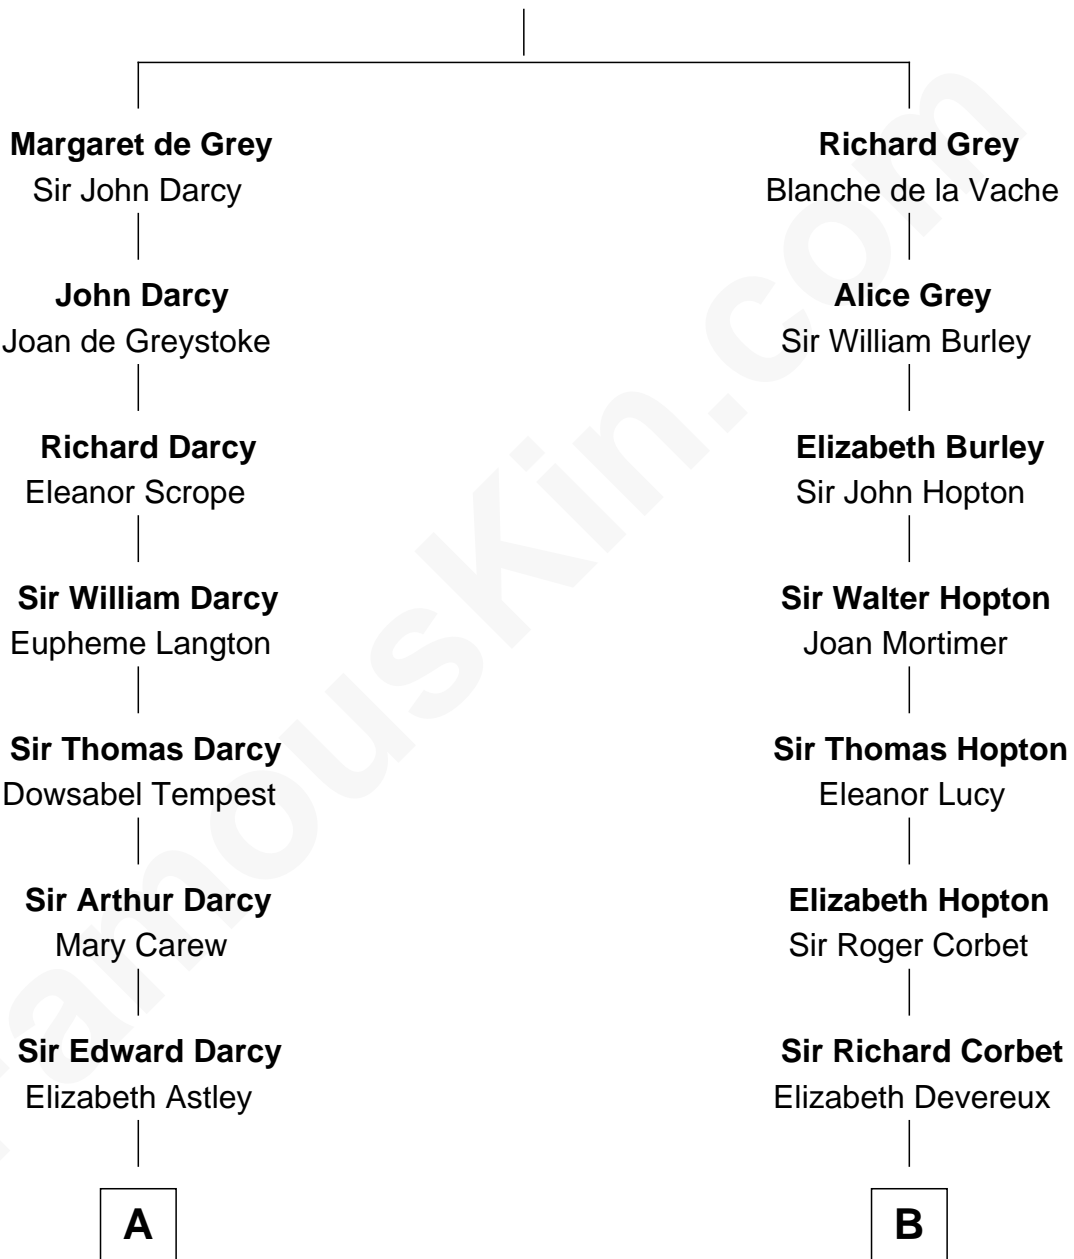 Margaret de Grey
Sir John Darcy
John Darcy
Joan de Greystoke
Richard Darcy
Eleanor Scrope
Sir William Darcy
Eupheme Langton
Sir Thomas Darcy
Dowsabel Tempest
Sir Arthur Darcy
Mary Carew
Sir Edward Darcy
Elizabeth Astley
A
Richard Grey
Blanche de la Vache
Alice Grey
Sir William Burley
Elizabeth Burley
Sir John Hopton
Sir Walter Hopton
Joan Mortimer
Sir Thomas Hopton
Eleanor Lucy
Elizabeth Hopton
Sir Roger Corbet
Sir Richard Corbet
Elizabeth Devereux
B
FamousKin.com